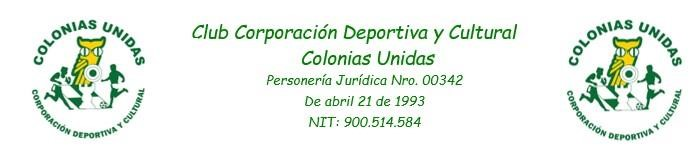 COLONIAS UNIDAS
CORPORACIÓN DEPORTIVA Y CULTURAL
Club Corporación Deportiva y Cultural
Colonias Unidas
Personería Jurídica Nro. 00342
De abril 21 de 1993
NIT: 900.514.584
COLONIAS UNIDAS
CORPORACIÓN DEPORTIVA Y CULTURAL